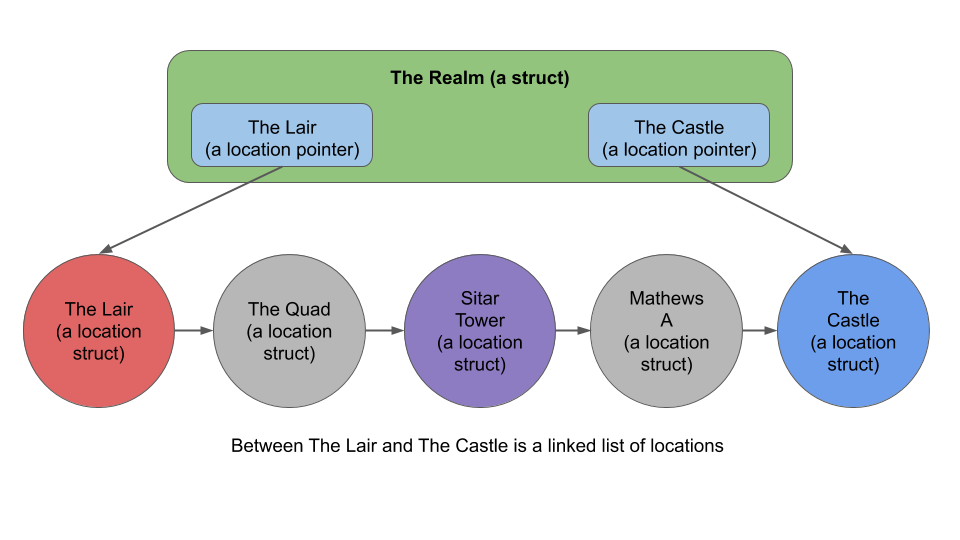 The Realm (a struct)
The Lair
(a location pointer)
The Castle
(a location pointer)
The Lair
(a location
struct)
The Quad
(a location
struct)
Sitar
Tower
(a location
struct)
Mathews
A
(a location
struct)
The
Castle
(a location
struct)
Between The Lair and The Castle is a linked list of locations